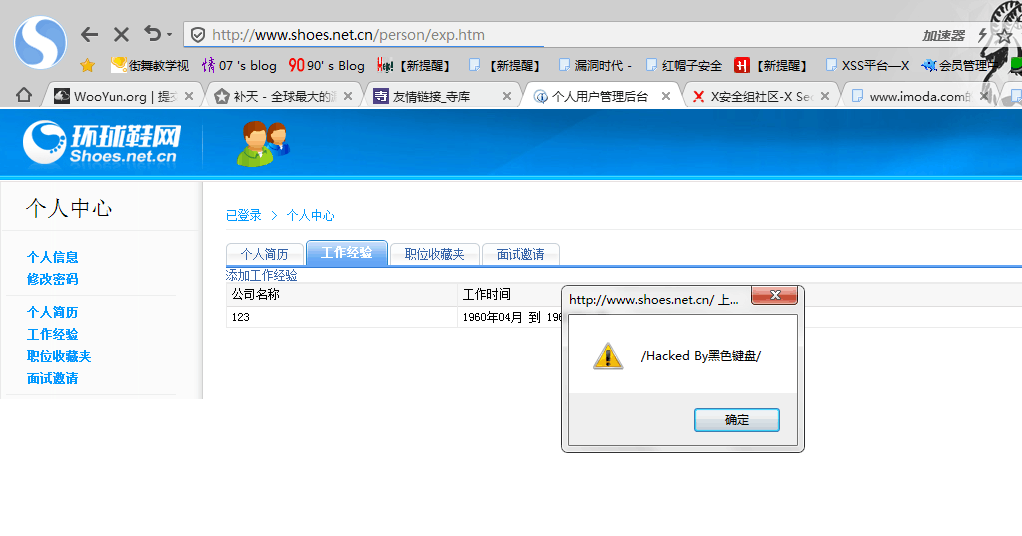 http://www.shoes.net.cn/person/exp.htm
加速器
街舞教学视 07 's blog 90' s Blog 【新提醒】 【新提醒】 漏洞时代 - 红帽子安全 【新提醒】 XSS平台—X 会员管理中
WooYun.org | 提交 补天 - 全球最大的漏 友情链接_寺库 个人用户管理后台 X安全组社区-X Sec www.imoda.com的
环球鞋网
Shoes.net.cn
个人中心
已登录 > 个人中心
个人信息
修改密码
个人简历
工作经验
职位收藏夹
面试邀请
个人简历 工作经验 职位收藏夹 面试邀请
添加工作经验
公司名称 工作时间
123 1960年04月 到 196
http://www.shoes.net.cn/ 上...
/Hacked By黑色键盘/
确定